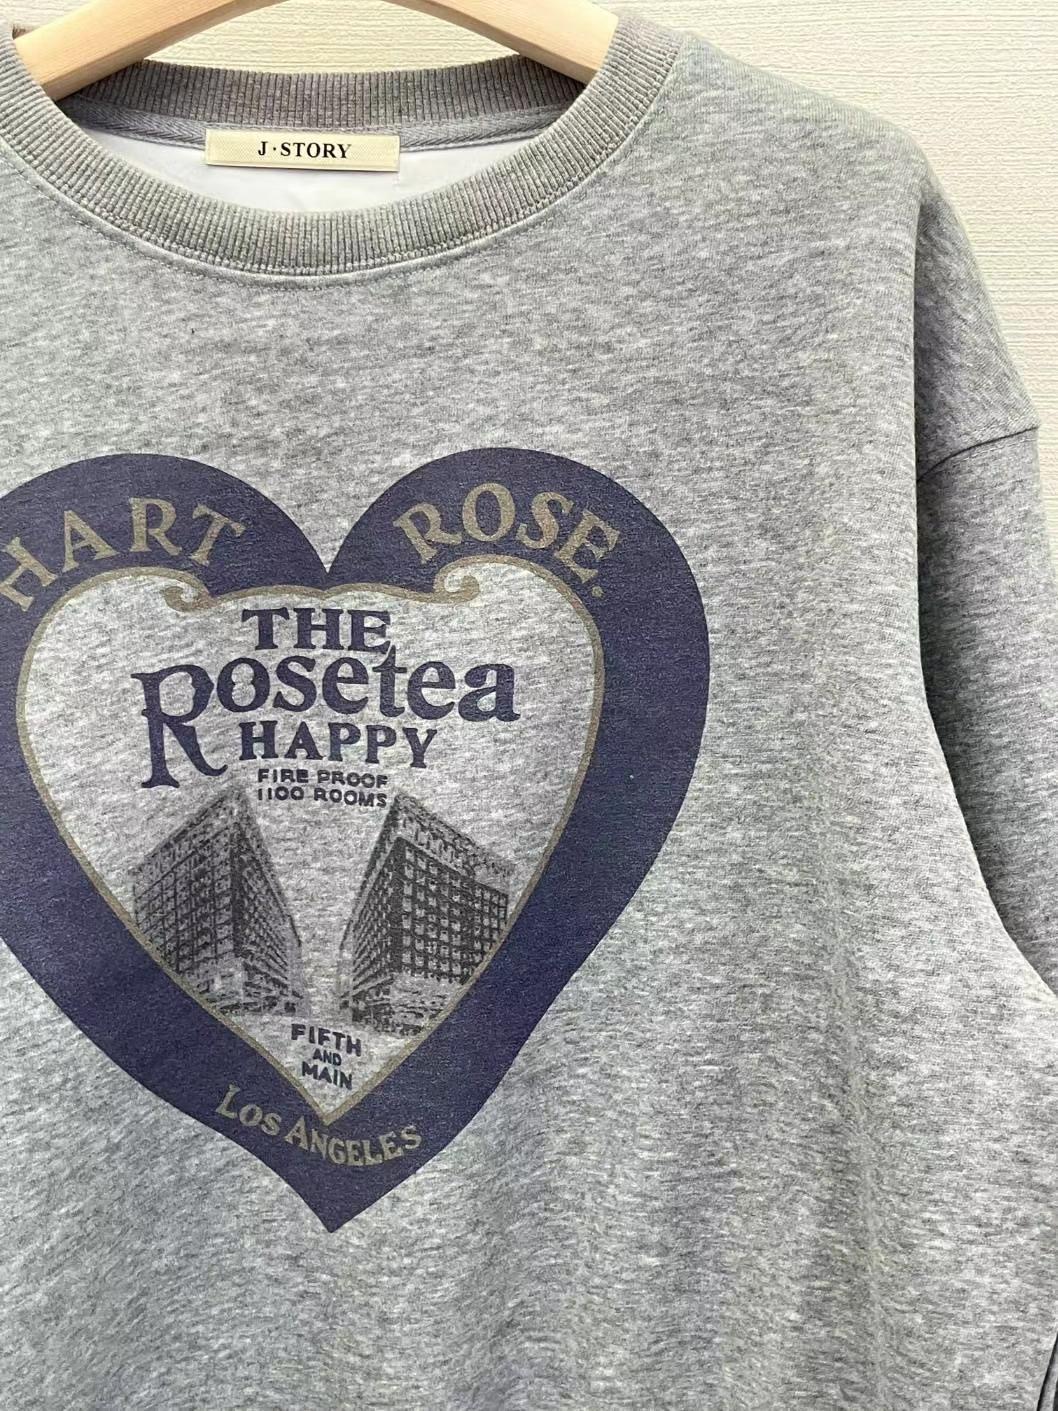 J·STORY
HART ROSE.
THE
Rosetea
HAPPY
FIRE PROOF
1100 ROOMS
FIFTH
AND
MAIN
LOS ANGELES